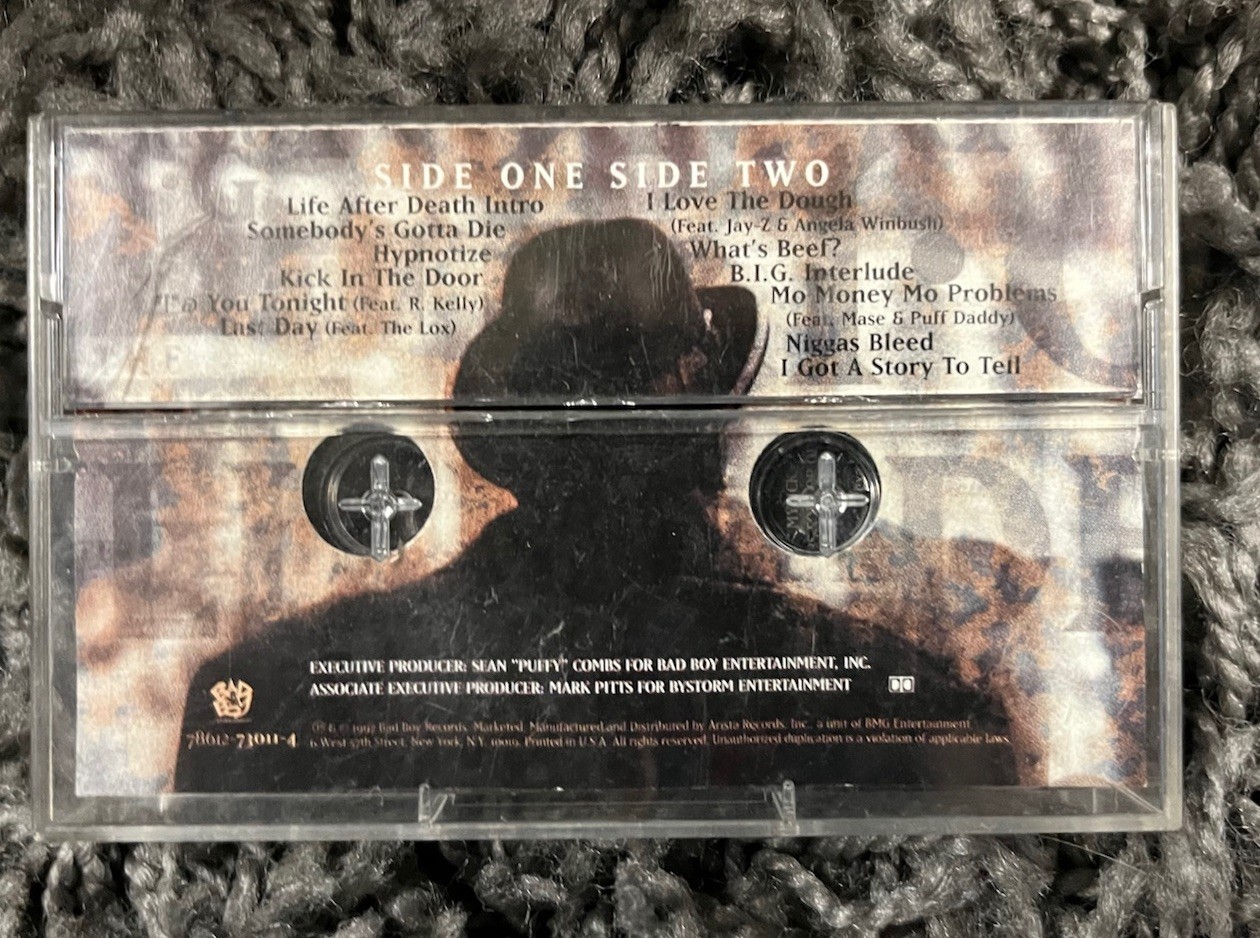 SIDE ONE SIDE TWO
Life After Death Intro
Somebody's Gotta Die
Hypnotize
Kick In The Door
You Tonight (Feat. R. Kelly)
Last Day (Feat. The Lox)
I Love The Dough
(Feat. Jay-Z & Angela Winbush)
What's Beef?
B.I.G. Interlude
Mo Money Mo Problems
(Feat. Mase & Puff Daddy)
Niggas Bleed
I Got A Story To Tell
EXECUTIVE PRODUCER: SEAN "PUFFY" COMBS FOR BAD BOY ENTERTAINMENT, INC.
ASSOCIATE EXECUTIVE PRODUCER: MARK PITTS FOR BYSTORM ENTERTAINMENT
BAD BOY
78612-73011-4
℗ & © 1997 Bad Boy Records. Marketed, Manufactured and Distributed by Arista Records, Inc., a unit of BMG Entertainment
6 West 57th Street, New York, N.Y. 10019. Printed in U.S.A. All rights reserved. Unauthorized duplication is a violation of applicable laws.